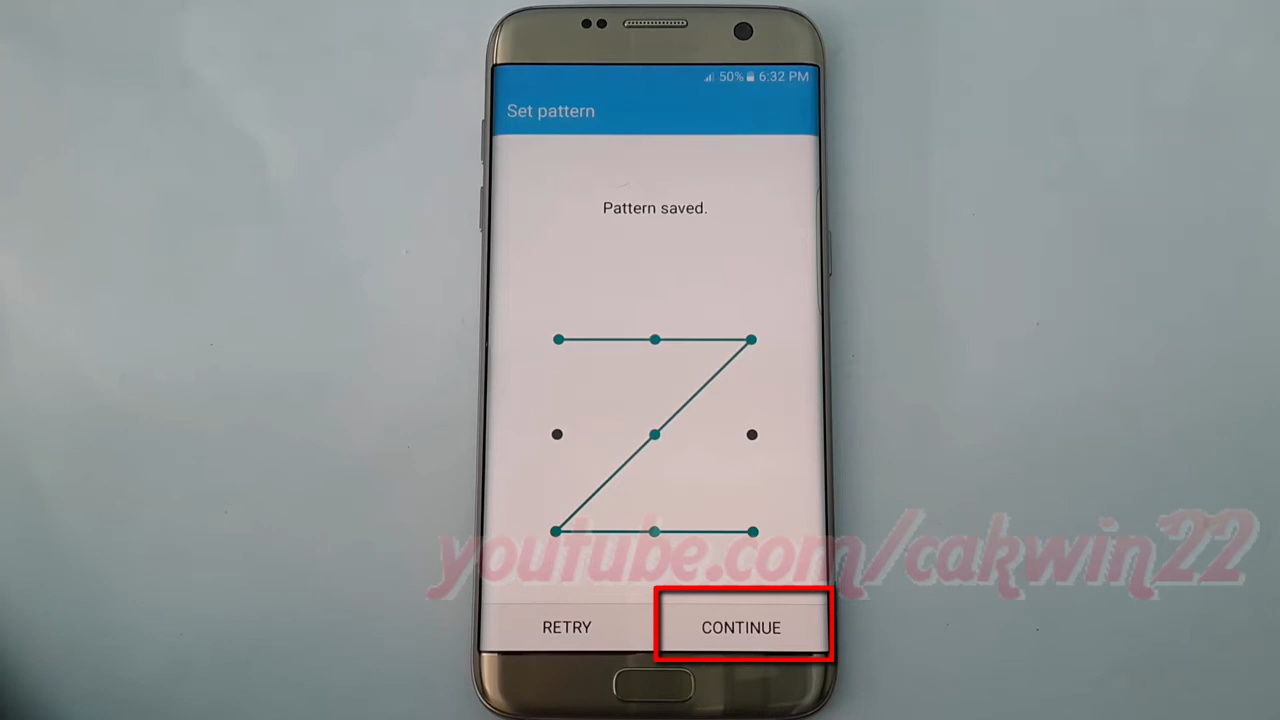 50% 6:32 PM
Set pattern
Pattern saved.
youtube.com/cakwin22
RETRY
CONTINUE